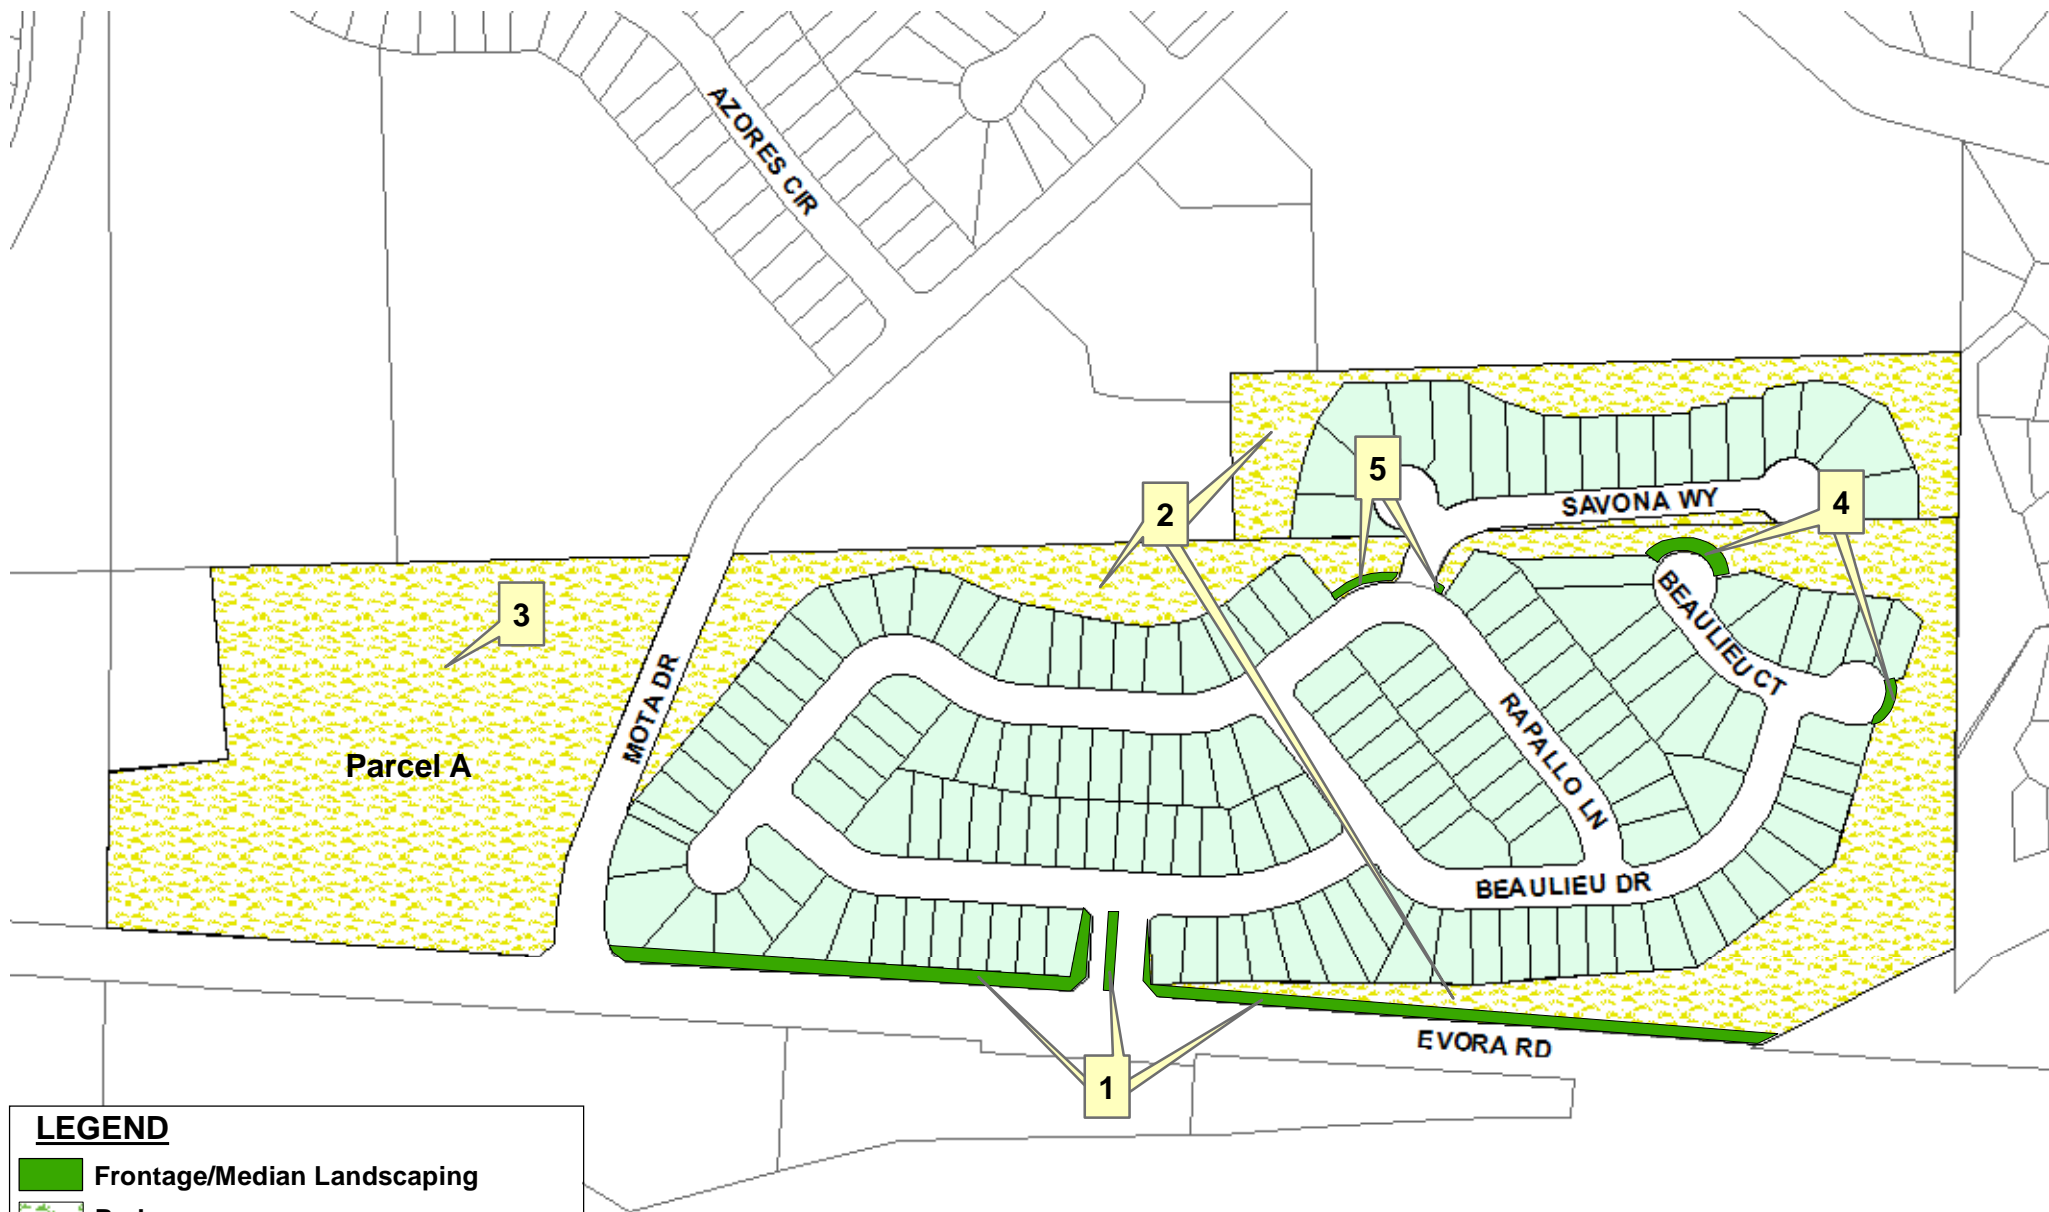 AZORES CIR
5
SAVONA WY
4
2
3
BEAULIEU CT
MOTA DR
RAPALLO LN
Parcel A
BEAULIEU DR
EVORA RD
1
LEGEND
Frontage/Median Landscaping